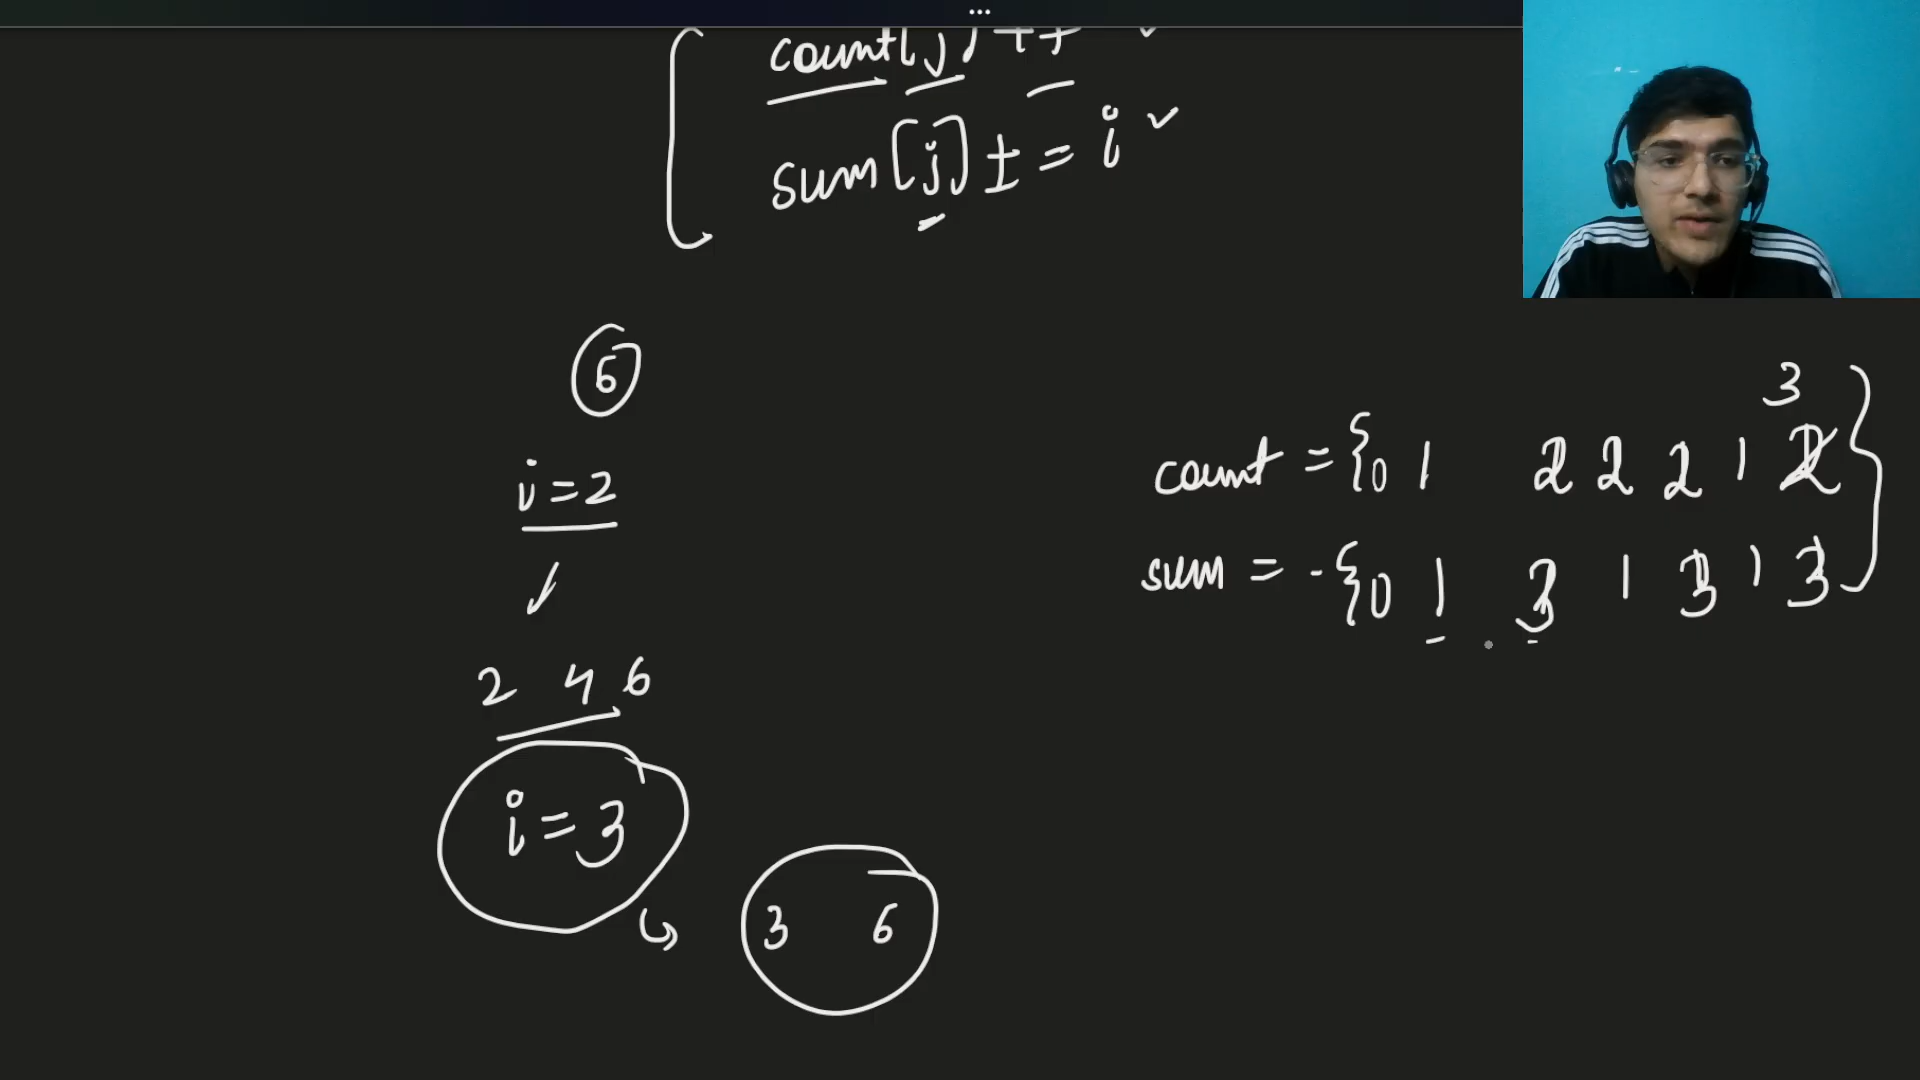 count[j]++
sum[j] += i
6
i=2
2 4 6
i=3
3 6
3
count = {0 1 2 2 2 1 2}
sum = {0 1 3 1 3 1 3}